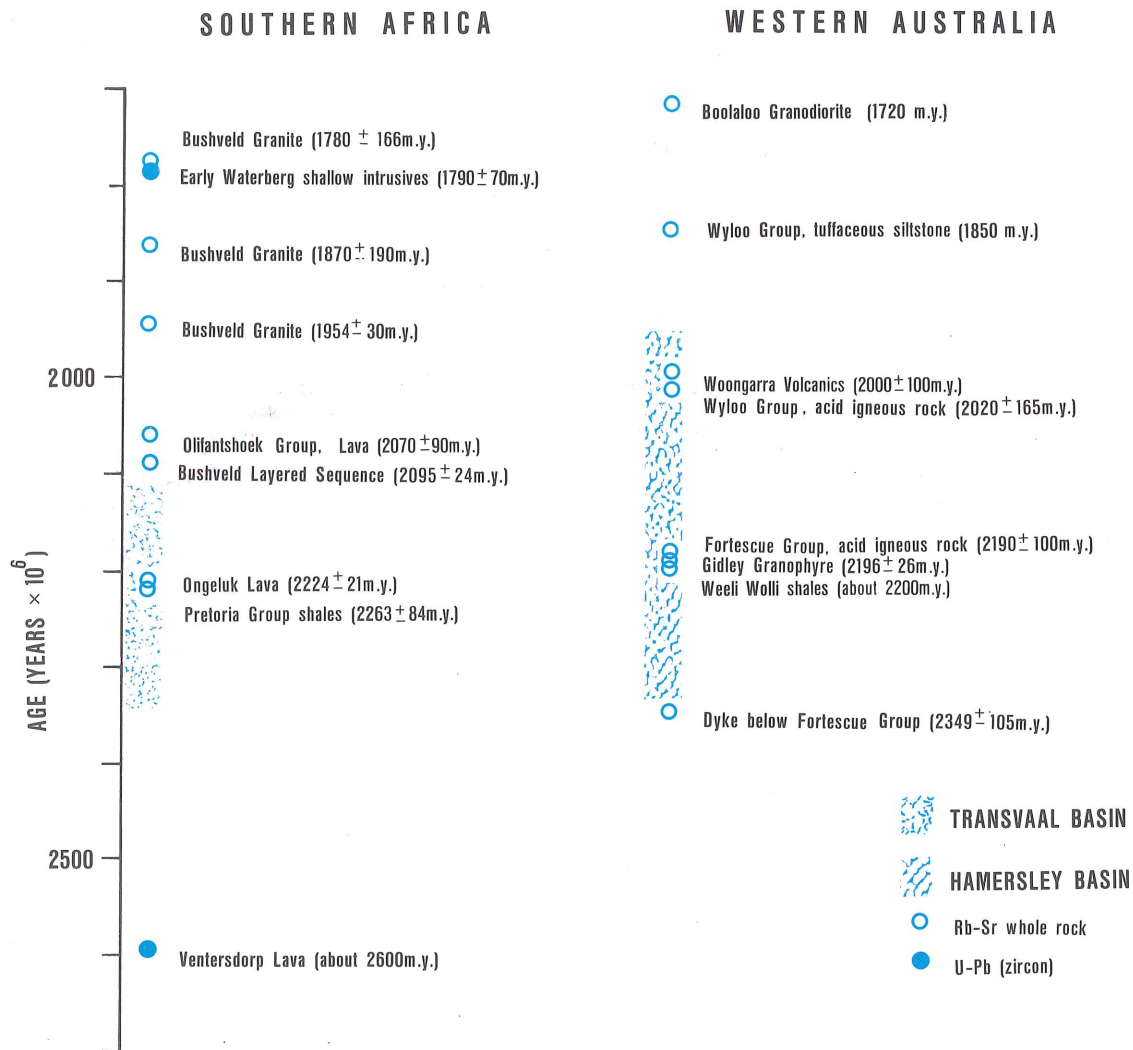 SOUTHERN AFRICA
WESTERN AUSTRALIA
Boolaloo Granodiorite (1720 m.y.)
Bushveld Granite (1780 ± 166m.y.)
Early Waterberg shallow intrusives (1790±70m.y.)
Wyloo Group, tuffaceous siltstone (1850 m.y.)
Bushveld Granite (1870±190m.y.)
Bushveld Granite (1954±30m.y.)
2000
Woongarra Volcanics (2000±100m.y.)
Wyloo Group, acid igneous rock (2020±165m.y.)
Olifantshoek Group, Lava (2070±90m.y.)
Bushveld Layered Sequence (2095±24m.y.)
Fortescue Group, acid igneous rock (2190±100m.y.)
Gidley Granophyre (2196±26m.y.)
Weeli Wolli shales (about 2200m.y.)
Ongeluk Lava (2224±21m.y.)
Pretoria Group shales (2263±84m.y.)
AGE (YEARS × 10⁶)
Dyke below Fortescue Group (2349±105m.y.)
TRANSVAAL BASIN
2500
HAMERSLEY BASIN
Rb-Sr whole rock
Ventersdorp Lava (about 2600m.y.)
U-Pb (zircon)